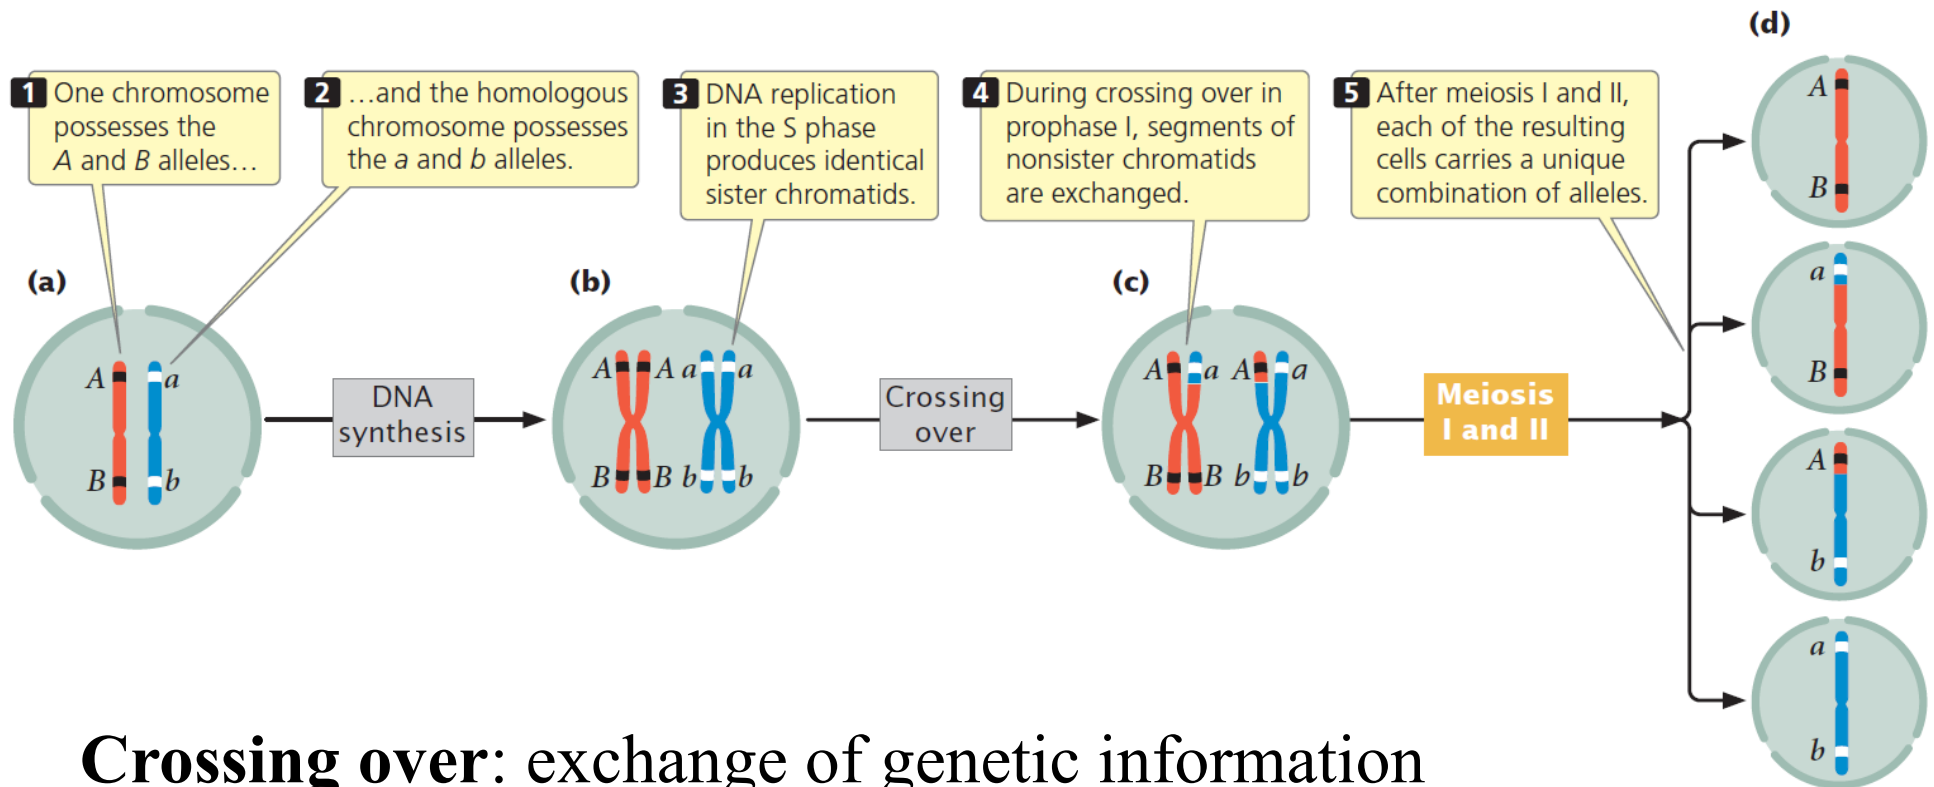 (d)
1 One chromosome
possesses the
A and B alleles…
2 …and the homologous
chromosome possesses
the a and b alleles.
3 DNA replication
in the S phase
produces identical
sister chromatids.
4 During crossing over in
prophase I, segments of
nonsister chromatids
are exchanged.
5 After meiosis I and II,
each of the resulting
cells carries a unique
combination of alleles.
(a)
A a
B b
DNA
synthesis
(b)
A A a a
B B b b
Crossing
over
(c)
A a A a
B B b b
Meiosis
I and II
A
B
a
B
A
b
a
b
Crossing over: exchange of genetic information